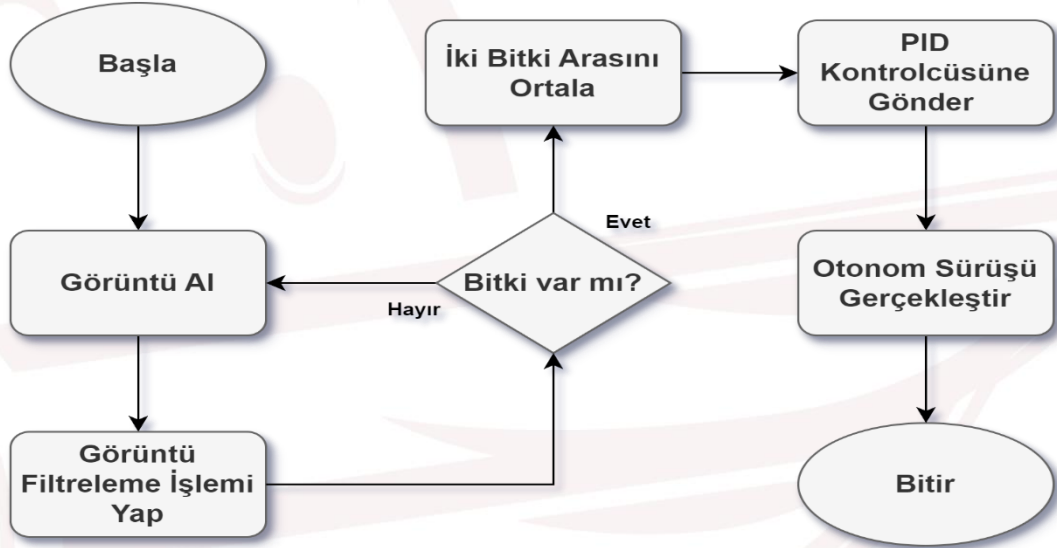 Başla
Görüntü Al
Görüntü
Filtreleme İşlemi
Yap
Bitki var mı?
Hayır
Evet
İki Bitki Arasını
Ortala
PID
Kontrolcüsüne
Gönder
Otonom Sürüşü
Gerçekleştir
Bitir